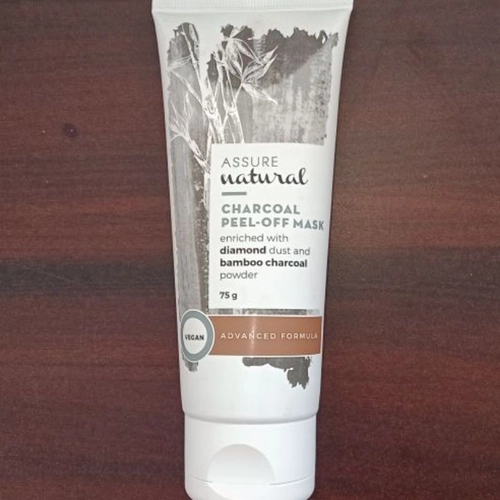 ASSURE
natural
CHARCOAL
PEEL-OFF MASK
enriched with
diamond dust and
bamboo charcoal
powder
75 g
VEGAN
ADVANCED FORMULA